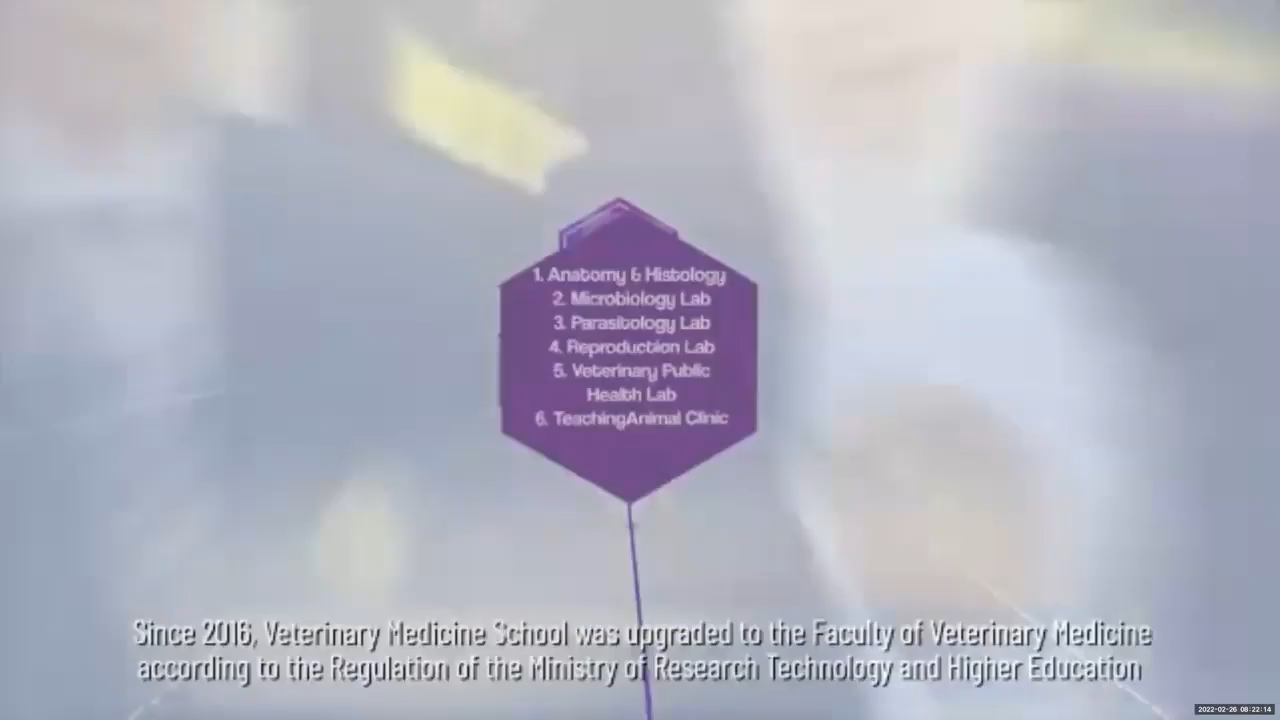 1. Anatomy & Histology
2. Microbiology Lab
3. Parasitology Lab
4. Reproduction Lab
5. Veterinary Public
Health Lab
6. TeachingAnimal Clinic
Since 2016, Veterinary Medicine School was upgraded to the Faculty of Veterinary Medicine
according to the Regulation of the Ministry of Research Technology and Higher Education
2022-02-26 08:22:14